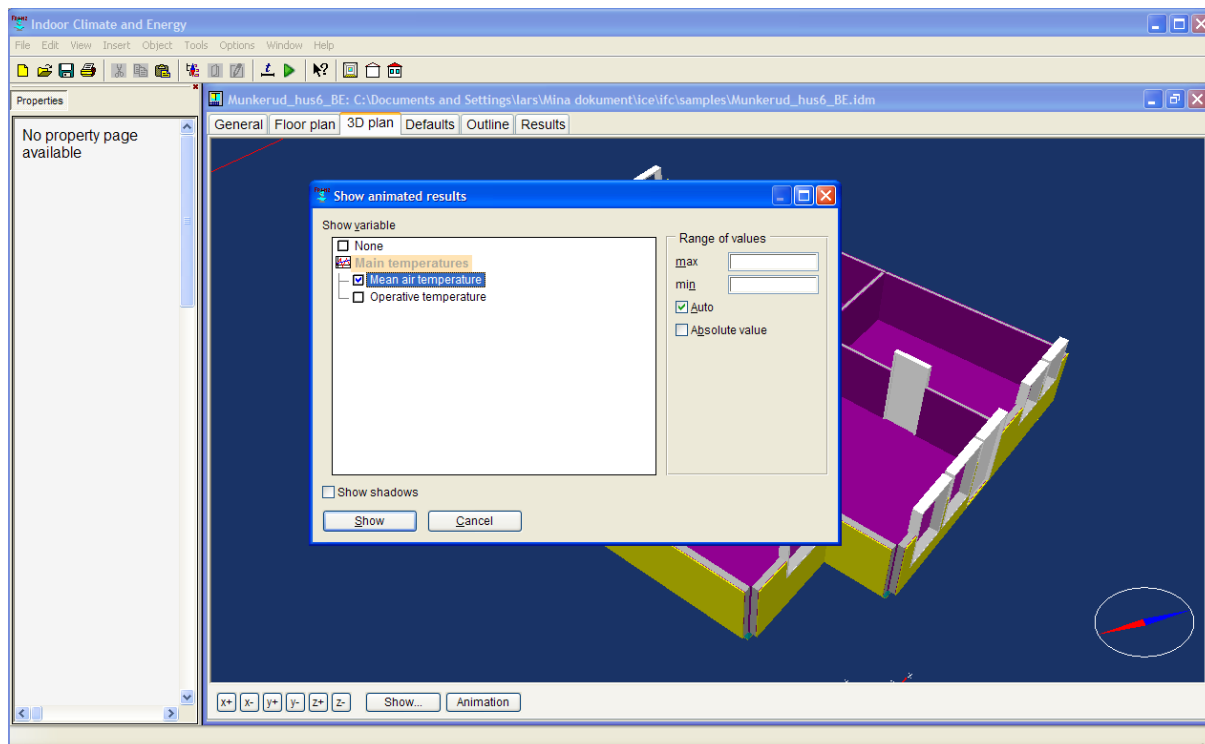 Indoor Climate and Energy
File Edit View Insert Object Tools Options Window Help
Properties
No property page
available
Munkerud_hus6_BE: C:\Documents and Settings\lars\Mina dokument\ice\ifc\samples\Munkerud_hus6_BE.idm
General Floor plan 3D plan Defaults Outline Results
Show animated results
Show variable
None
Main temperatures
Mean air temperature
Operative temperature
Range of values
max
min
Auto
Absolute value
Show shadows
Show Cancel
x+ x- y+ y- z+ z- Show... Animation